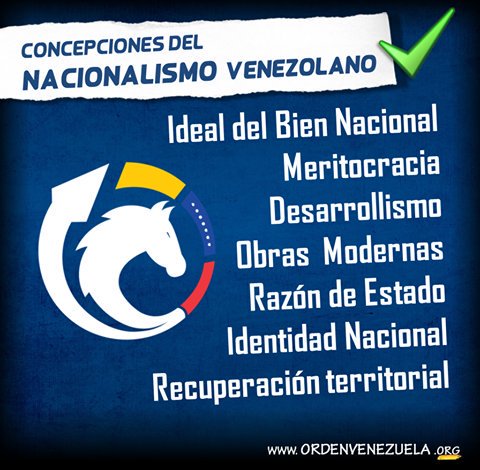 CONCEPCIONES DEL
NACIONALISMO VENEZOLANO
Ideal del Bien Nacional
Meritocracia
Desarrollismo
Obras Modernas
Razón de Estado
Identidad Nacional
Recuperación territorial
www.ORDENVENEZUELA.org